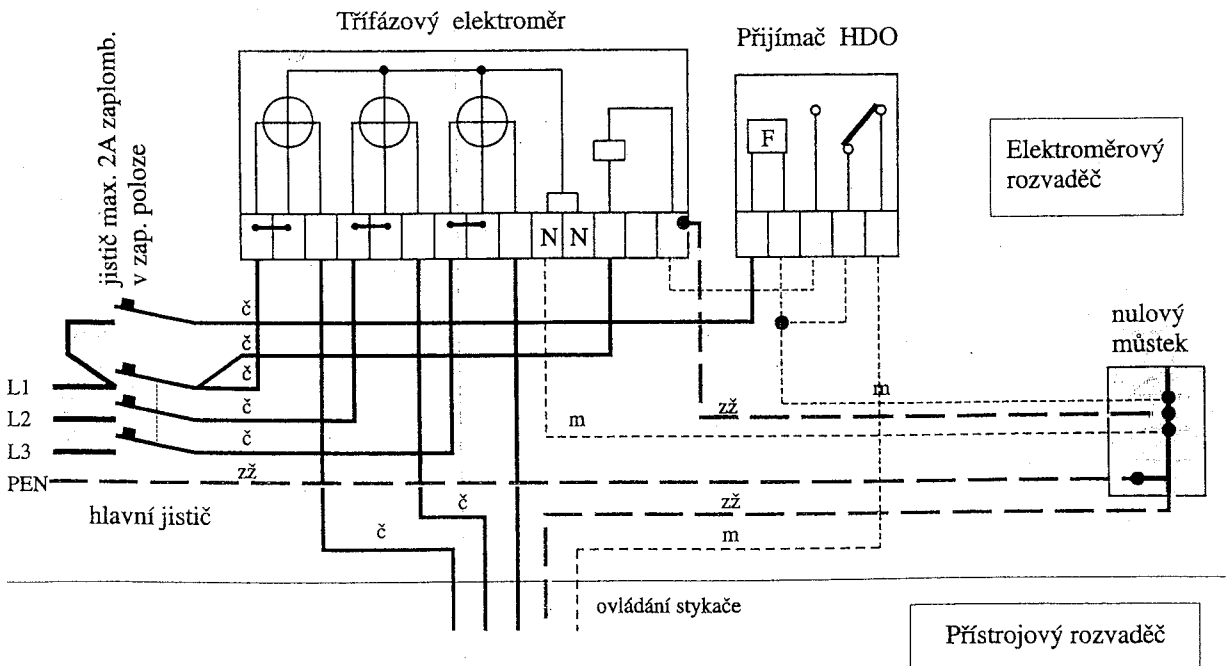 Třífázový elektroměr
Přijímač HDO
jistič max. 2A zaplomb.
v zap. poloze
F
Elektroměrový
rozvaděč
N N
č
č
č
nulový
můstek
L1
č
m
L2
zž
č
m
L3
zž
PEN
zž
hlavní jistič
č
č
m
ovládání stykače
Přístrojový rozvaděč